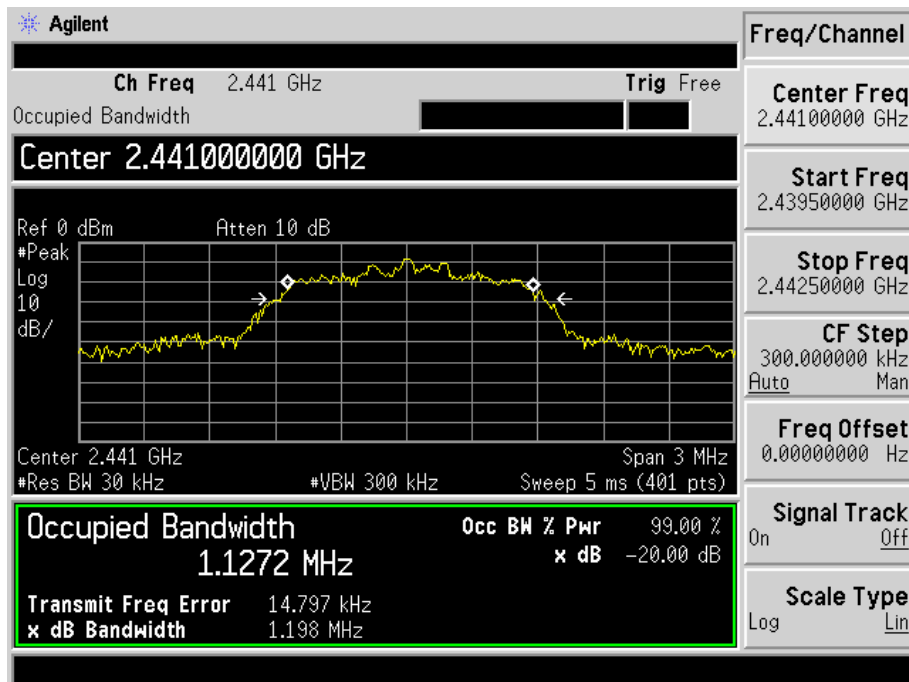 Agilent
Ch Freq 2.441 GHz Trig Free
Occupied Bandwidth
Center 2.441000000 GHz
Ref 0 dBm Atten 10 dB
#Peak
Log
10
dB/
Center 2.441 GHz Span 3 MHz
#Res BW 30 kHz #VBW 300 kHz Sweep 5 ms (401 pts)
Occupied Bandwidth Occ BW % Pwr 99.00 %
1.1272 MHz x dB -20.00 dB
Transmit Freq Error 14.797 kHz
x dB Bandwidth 1.198 MHz
Freq/Channel
Center Freq
2.44100000 GHz
Start Freq
2.43950000 GHz
Stop Freq
2.44250000 GHz
CF Step
300.000000 kHz
Auto Man
Freq Offset
0.00000000 Hz
Signal Track
On Off
Scale Type
Log Lin